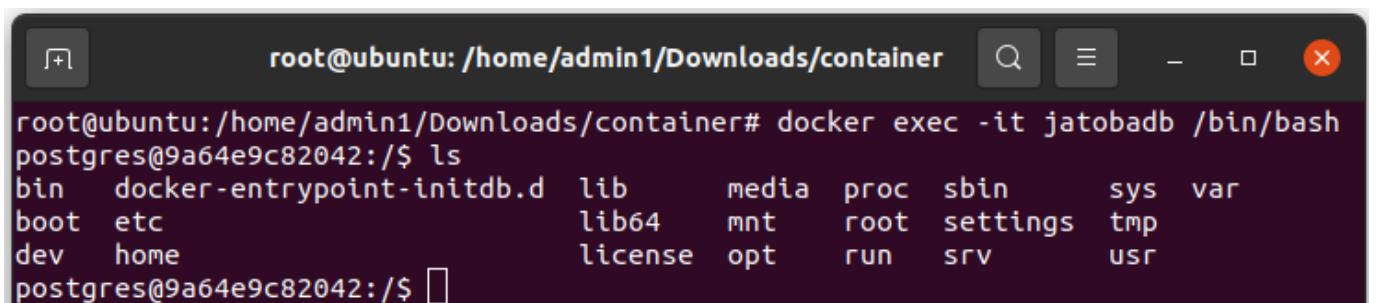 root@ubuntu: /home/admin1/Downloads/container
root@ubuntu:/home/admin1/Downloads/container# docker exec -it jatobadb /bin/bash
postgres@9a64e9c82042:/$ ls
bin   docker-entrypoint-initdb.d  lib      media  proc  sbin      sys  var
boot  etc                         lib64    mnt    root  settings  tmp
dev   home                        license  opt    run   srv       usr
postgres@9a64e9c82042:/$